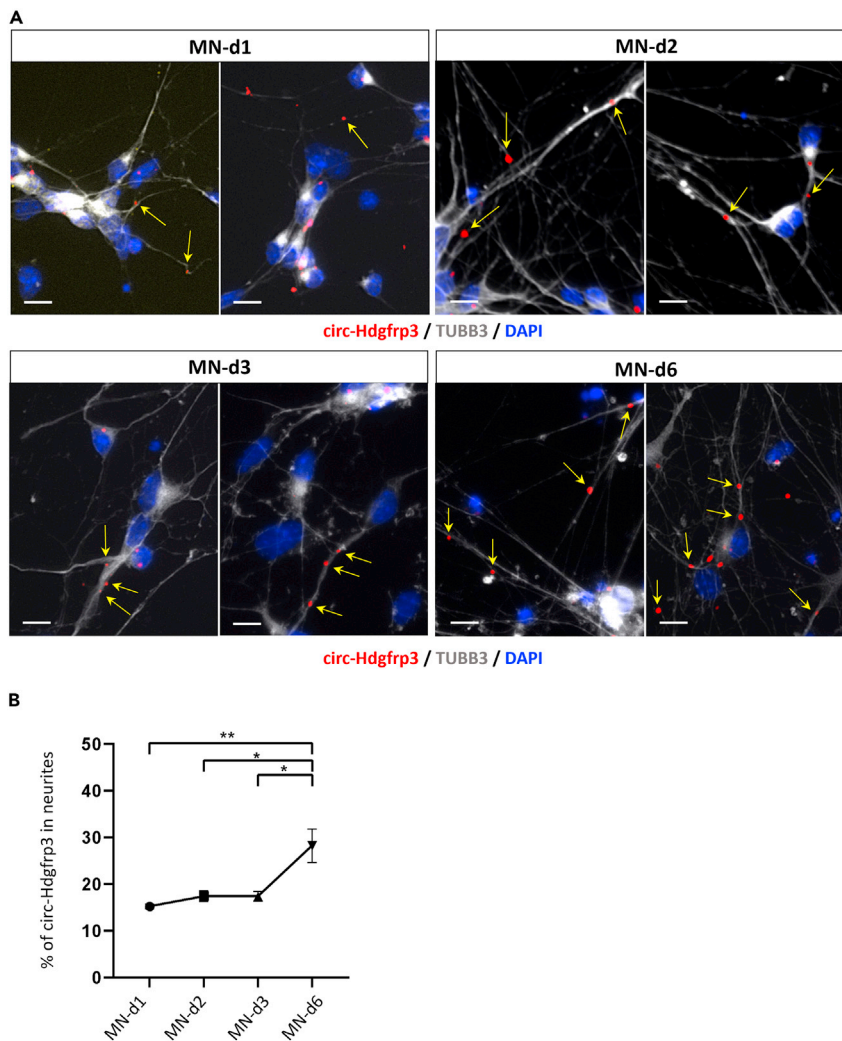 A
MN-d1
MN-d2
circ-Hdgfrp3 / TUBB3 / DAPI
MN-d3
MN-d6
circ-Hdgfrp3 / TUBB3 / DAPI
B
% of circ-Hdgfrp3 in neurites
50
40
30
20
10
0
**
*
*
MN-d1
MN-d2
MN-d3
MN-d6